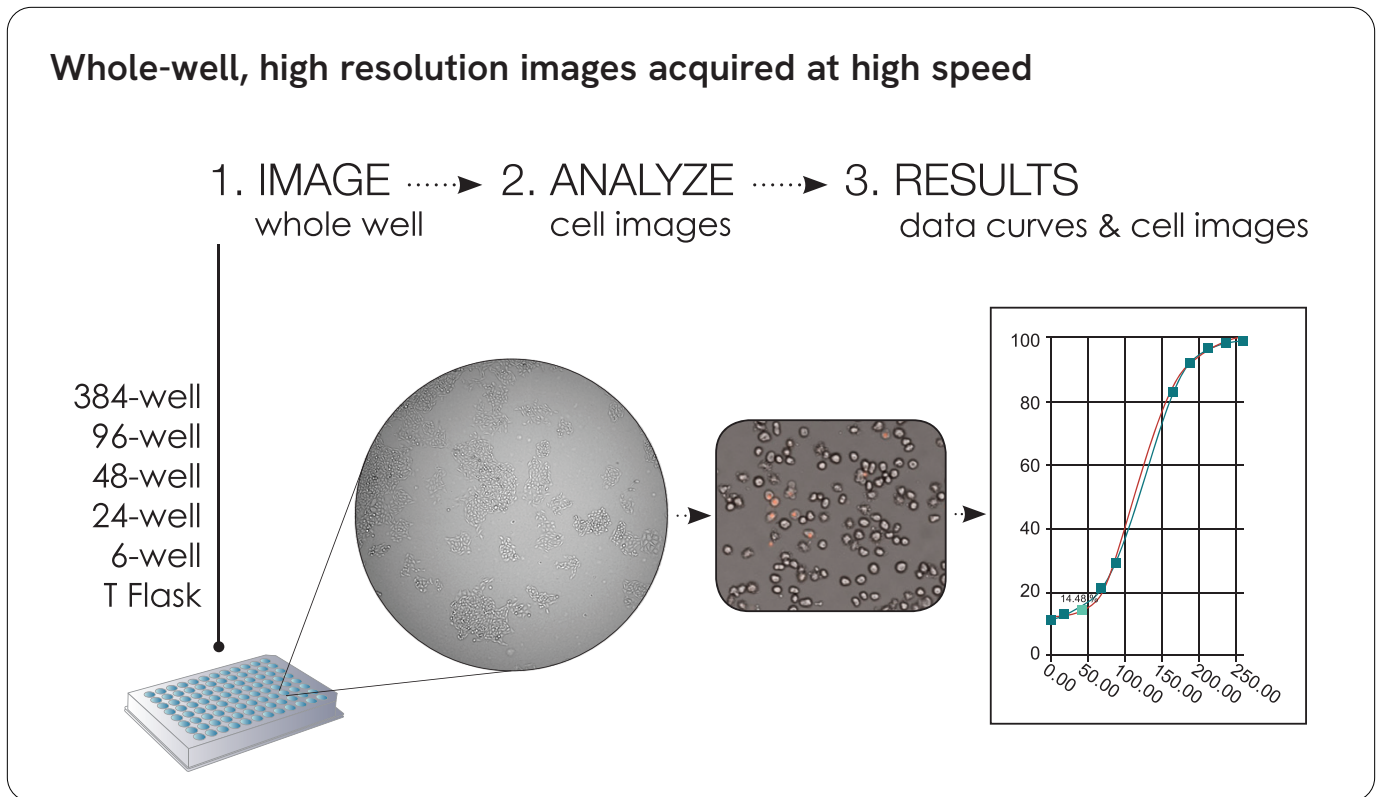 Whole-well, high resolution images acquired at high speed
1. IMAGE
whole well
2. ANALYZE
cell images
3. RESULTS
data curves & cell images
384-well
96-well
48-well
24-well
6-well
T Flask
100
80
60
40
20
0
14.48%
0.00
50.00
100.00
150.00
200.00
250.00